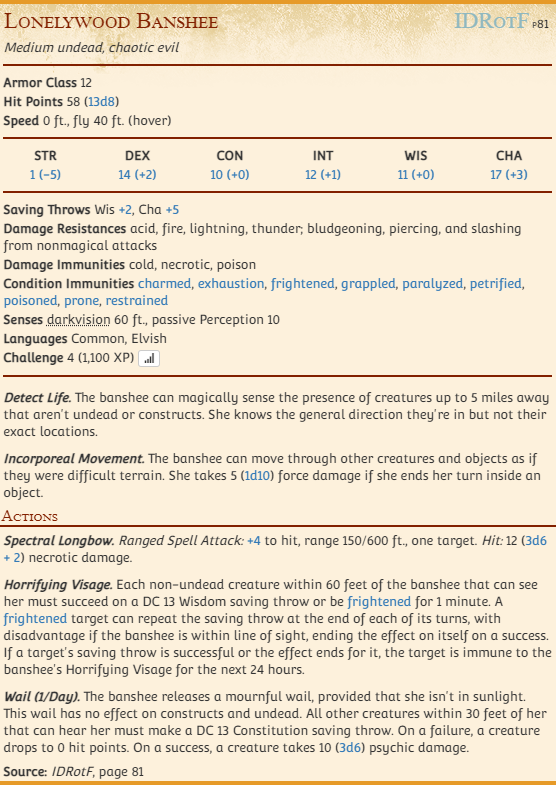 Lonelywood Banshee IDRotF p81
Medium undead, chaotic evil
Armor Class 12
Hit Points 58 (13d8)
Speed 0 ft., fly 40 ft. (hover)
STR DEX CON INT WIS CHA
1 (−5) 14 (+2) 10 (+0) 12 (+1) 11 (+0) 17 (+3)
Saving Throws Wis +2, Cha +5
Damage Resistances acid, fire, lightning, thunder; bludgeoning, piercing, and slashing
from nonmagical attacks
Damage Immunities cold, necrotic, poison
Condition Immunities charmed, exhaustion, frightened, grappled, paralyzed, petrified,
poisoned, prone, restrained
Senses darkvision 60 ft., passive Perception 10
Languages Common, Elvish
Challenge 4 (1,100 XP)
Detect Life. The banshee can magically sense the presence of creatures up to 5 miles away
that aren't undead or constructs. She knows the general direction they're in but not their
exact locations.
Incorporeal Movement. The banshee can move through other creatures and objects as if
they were difficult terrain. She takes 5 (1d10) force damage if she ends her turn inside an
object.
Actions
Spectral Longbow. Ranged Spell Attack: +4 to hit, range 150/600 ft., one target. Hit: 12 (3d6
+ 2) necrotic damage.
Horrifying Visage. Each non-undead creature within 60 feet of the banshee that can see
her must succeed on a DC 13 Wisdom saving throw or be frightened for 1 minute. A
frightened target can repeat the saving throw at the end of each of its turns, with
disadvantage if the banshee is within line of sight, ending the effect on itself on a success.
If a target's saving throw is successful or the effect ends for it, the target is immune to the
banshee's Horrifying Visage for the next 24 hours.
Wail (1/Day). The banshee releases a mournful wail, provided that she isn't in sunlight.
This wail has no effect on constructs and undead. All other creatures within 30 feet of her
that can hear her must make a DC 13 Constitution saving throw. On a failure, a creature
drops to 0 hit points. On a success, a creature takes 10 (3d6) psychic damage.
Source: IDRotF, page 81